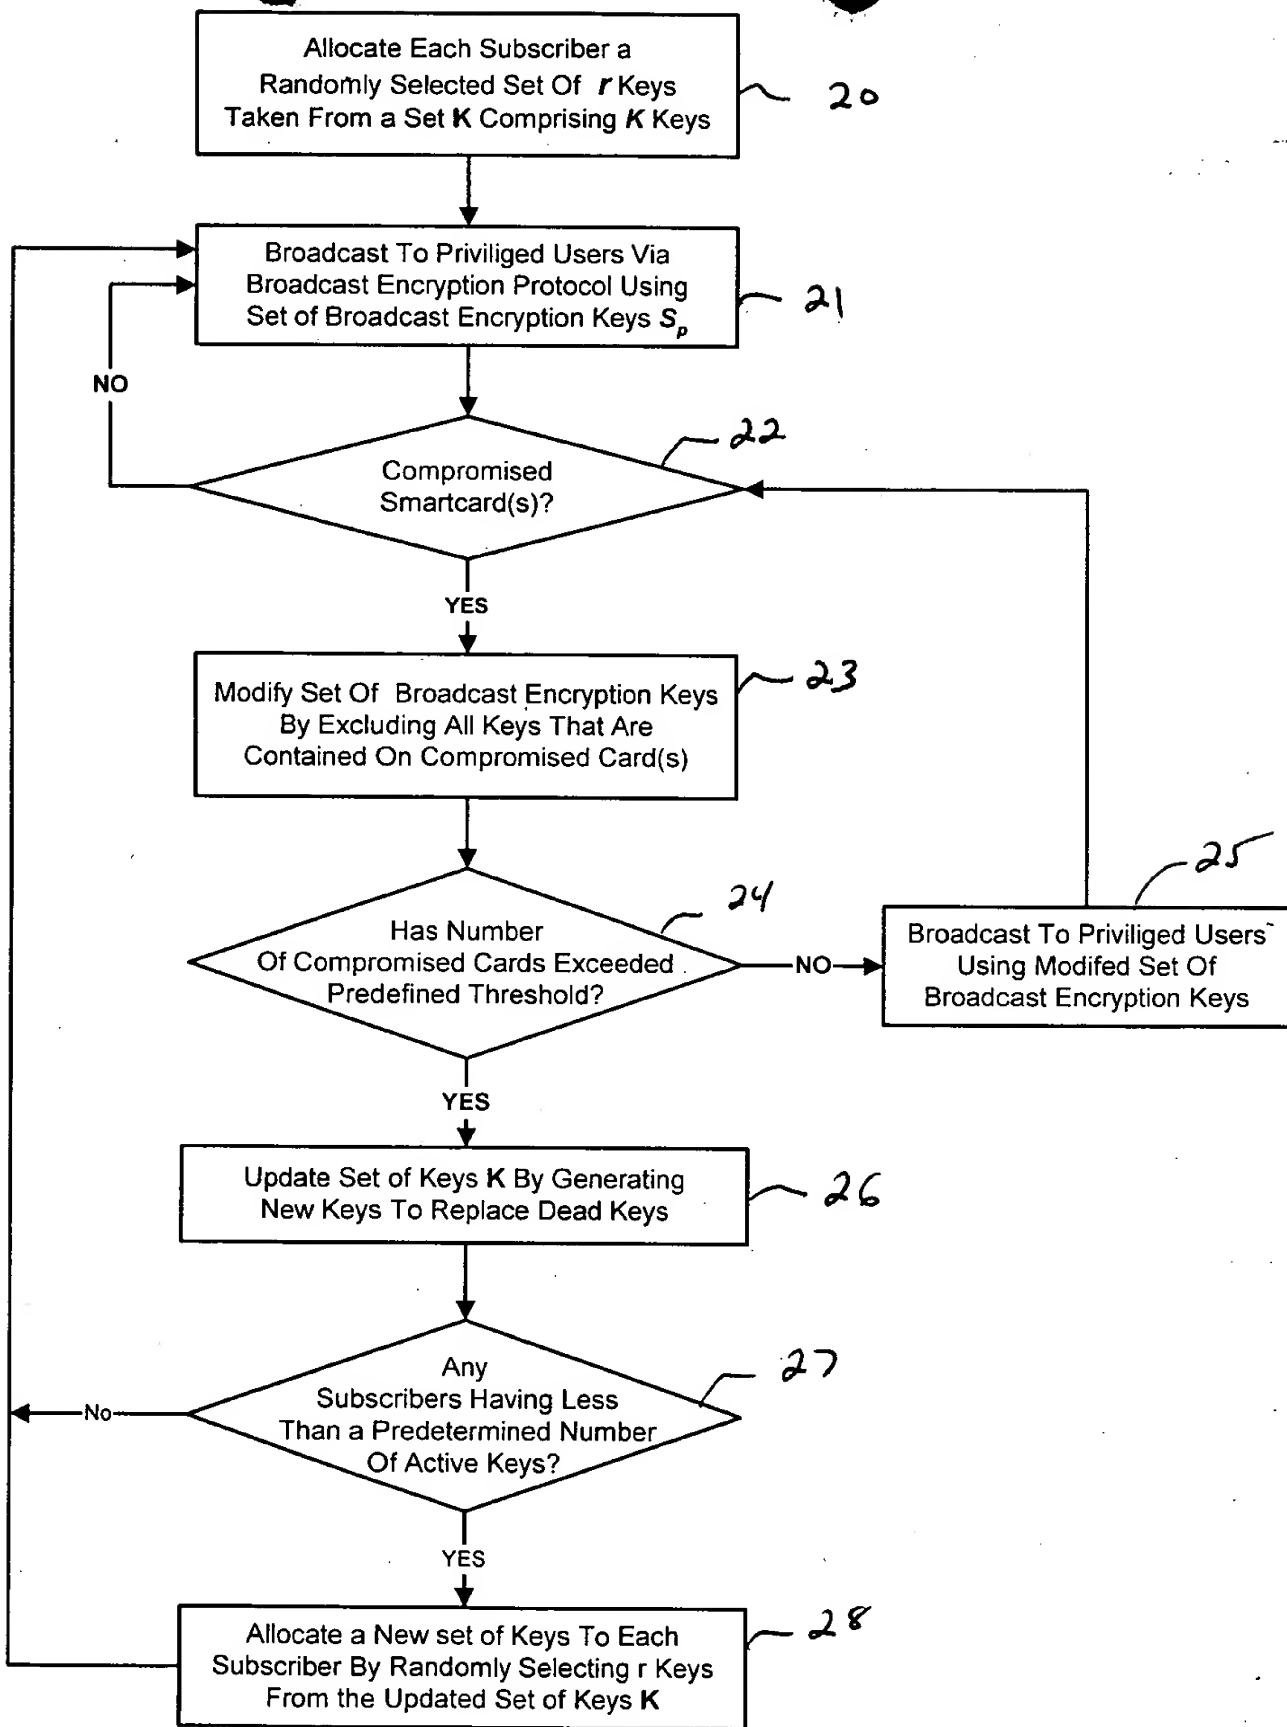 Allocate Each Subscriber a
Randomly Selected Set Of r Keys
Taken From a Set K Comprising K Keys
20
Broadcast To Priviliged Users Via
Broadcast Encryption Protocol Using
Set of Broadcast Encryption Keys Sp
21
NO
22
Compromised
Smartcard(s)?
YES
Modify Set Of Broadcast Encryption Keys
By Excluding All Keys That Are
Contained On Compromised Card(s)
23
24
Has Number
Of Compromised Cards Exceeded
Predefined Threshold?
NO
25
Broadcast To Priviliged Users
Using Modifed Set Of
Broadcast Encryption Keys
YES
Update Set of Keys K By Generating
New Keys To Replace Dead Keys
26
27
Any
Subscribers Having Less
Than a Predetermined Number
Of Active Keys?
No
YES
Allocate a New set of Keys To Each
Subscriber By Randomly Selecting r Keys
From the Updated Set of Keys K
28